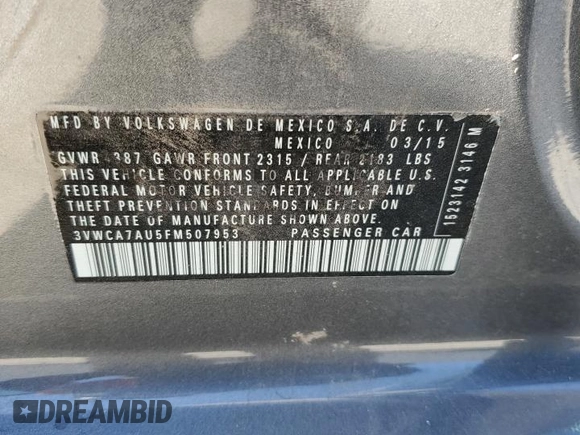 MFD BY VOLKSWAGEN DE MEXICO S.A. DE C.V.
MEXICO 03/15
GVWR 4387 GAWR FRONT 2315 / REAR 2183 LBS
THIS VEHICLE CONFORMS TO ALL APPLICABLE U.S.
FEDERAL MOTOR VEHICLE SAFETY, BUMPER AND
THEFT PREVENTION STANDARDS IN EFFECT ON
THE DATE OF MANUFACTURE SHOWN ABOVE
3VWCA7AU5FM507953 PASSENGER CAR
1523142 3146 M
DREAMBID